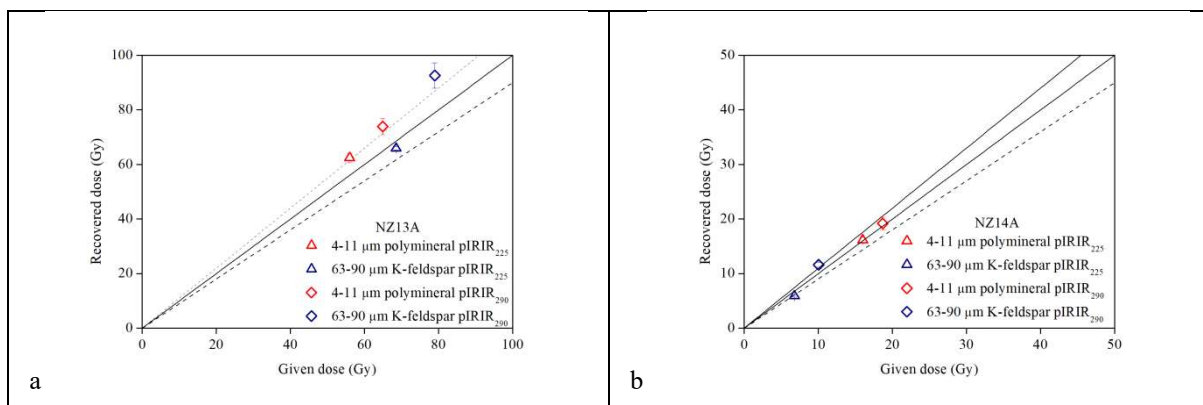 100
80
60
40
20
0
0 20 40 60 80 100
Recovered dose (Gy)
Given dose (Gy)
NZ13A
4-11 µm polymineral pIRIR₂₂₅
63-90 µm K-feldspar pIRIR₂₂₅
4-11 µm polymineral pIRIR₂₉₀
63-90 µm K-feldspar pIRIR₂₉₀
a
50
40
30
20
10
0
0 10 20 30 40 50
Recovered dose (Gy)
Given dose (Gy)
NZ14A
4-11 µm polymineral pIRIR₂₂₅
63-90 µm K-feldspar pIRIR₂₂₅
4-11 µm polymineral pIRIR₂₉₀
63-90 µm K-feldspar pIRIR₂₉₀
b